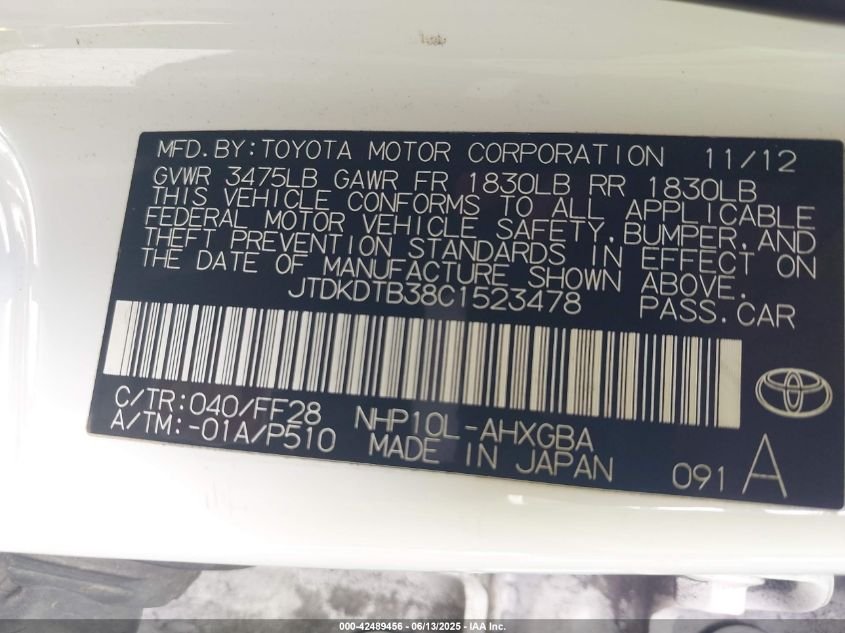 MFD.BY:TOYOTA MOTOR CORPORATION 11/12
GVWR 3475LB GAWR FR 1830LB RR 1830LB
THIS VEHICLE CONFORMS TO ALL APPLICABLE
FEDERAL MOTOR VEHICLE SAFETY,BUMPER,AND
THEFT PREVENTION STANDARDS IN EFFECT ON
THE DATE OF MANUFACTURE SHOWN ABOVE.
JTDKDTB38C1523478 PASS.CAR
C/TR:040/FF28 NHP10L-AHXGBA
A/TM:-01A/P510 MADE IN JAPAN 091 A
000-42489456 - 06/13/2025 - IAA Inc.